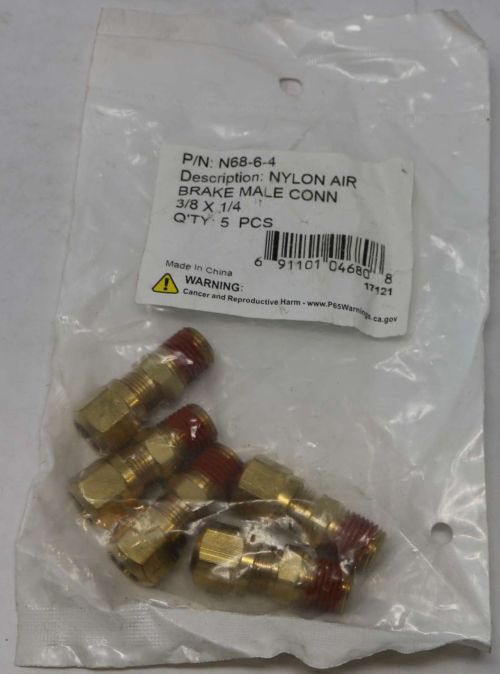 P/N: N68-6-4
Description: NYLON AIR
BRAKE MALE CONN
3/8 X 1/4
Q'TY: 5 PCS
6 91101 04680 8
17121
Made In China
WARNING:
Cancer and Reproductive Harm - www.P65Warnings.ca.gov